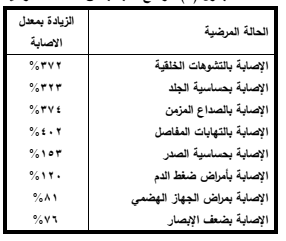 الحالة المرضية الزيادة بمعدل الاصابة
الإصابة بالتشوهات الخلقية %٣٧٢
الإصابة بحساسية الجلد %٣٢٣
الإصابة بالصداع المزمن %٣٧٤
الإصابة بالتهابات المفاصل %٤٠٢
الإصابة بحساسية الصدر %١٥٣
الإصابة بأمراض ضغط الدم %١٢٠
الإصابة بمراض الجهاز الهضمي %٨١
الإصابة بضعف الإبصار %٧٦